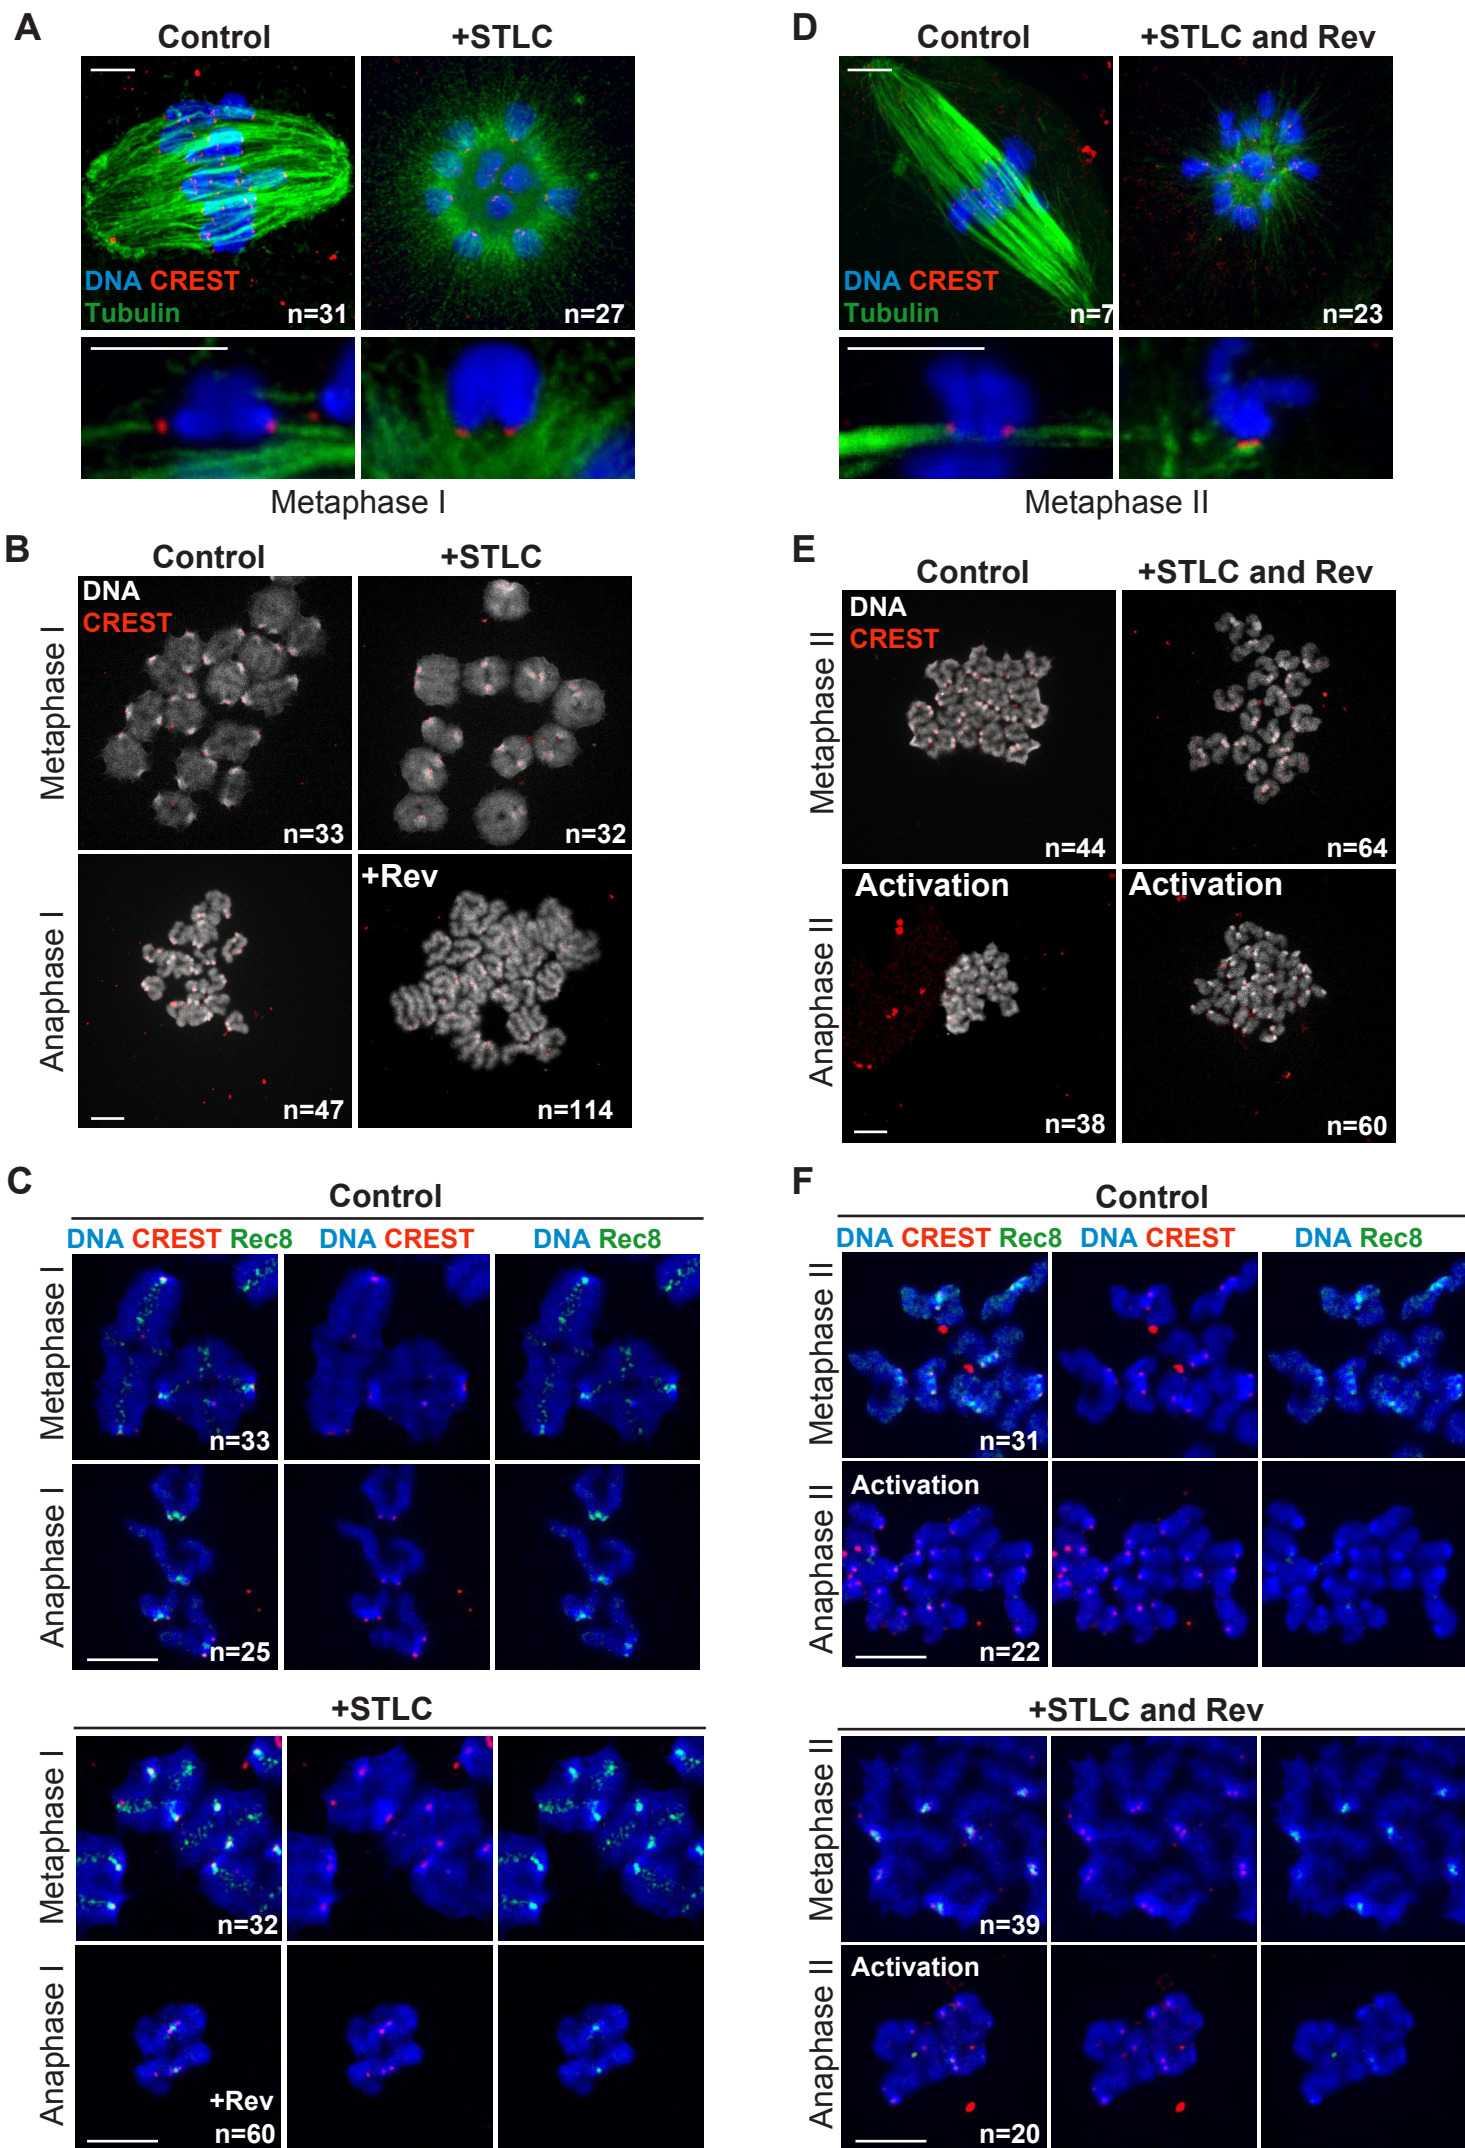 A
Control
+STLC
DNA CREST
Tubulin
n=31
n=27
Metaphase I
B
Control
+STLC
Metaphase I
DNA
CREST
n=33
n=32
Anaphase I
+Rev
n=47
n=114
C
Control
DNA CREST Rec8
DNA CREST
DNA Rec8
Metaphase I
n=33
Anaphase I
n=25
+STLC
Metaphase I
n=32
Anaphase I
+Rev
n=60
D
Control
+STLC and Rev
DNA CREST
Tubulin
n=7
n=23
Metaphase II
E
Control
+STLC and Rev
Metaphase II
DNA
CREST
n=44
n=64
Anaphase II
Activation
Activation
n=38
n=60
F
Control
DNA CREST Rec8
DNA CREST
DNA Rec8
Metaphase II
n=31
Anaphase II
Activation
n=22
+STLC and Rev
Metaphase II
n=39
Anaphase II
Activation
n=20